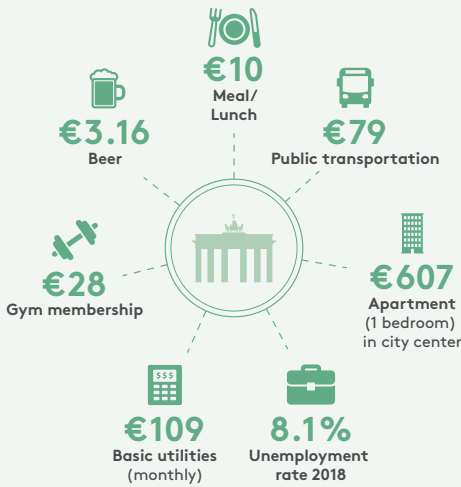 €10
Meal/
Lunch
€3.16
Beer
€79
Public transportation
€28
Gym membership
€607
Apartment
(1 bedroom)
in city center
$$$
€109
Basic utilities
(monthly)
8.1%
Unemployment
rate 2018